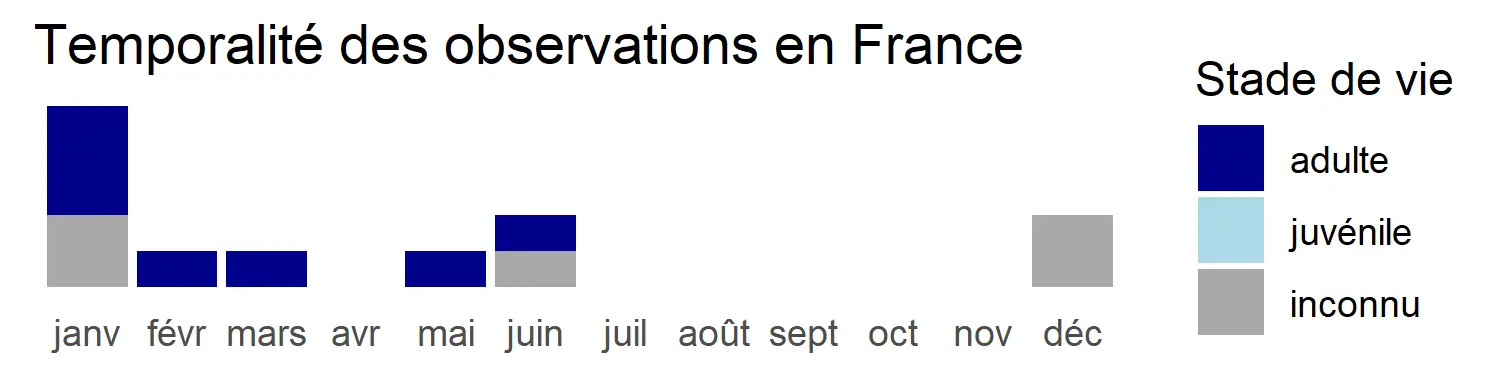 Temporalité des observations en France
janv févr mars avr mai juin juil août sept oct nov déc
Stade de vie
adulte
juvénile
inconnu